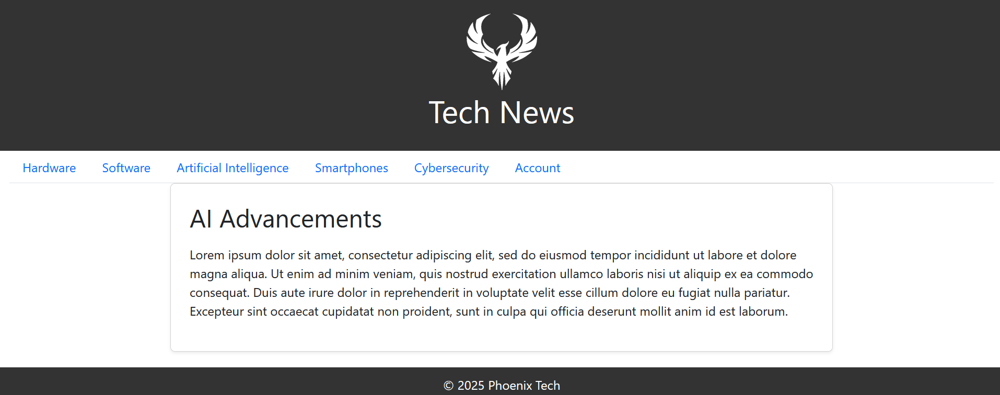 Tech News
Hardware Software Artificial Intelligence Smartphones Cybersecurity Account
AI Advancements
Lorem ipsum dolor sit amet, consectetur adipiscing elit, sed do eiusmod tempor incididunt ut labore et dolore
magna aliqua. Ut enim ad minim veniam, quis nostrud exercitation ullamco laboris nisi ut aliquip ex ea commodo
consequat. Duis aute irure dolor in reprehenderit in voluptate velit esse cillum dolore eu fugiat nulla pariatur.
Excepteur sint occaecat cupidatat non proident, sunt in culpa qui officia deserunt mollit anim id est laborum.
© 2025 Phoenix Tech